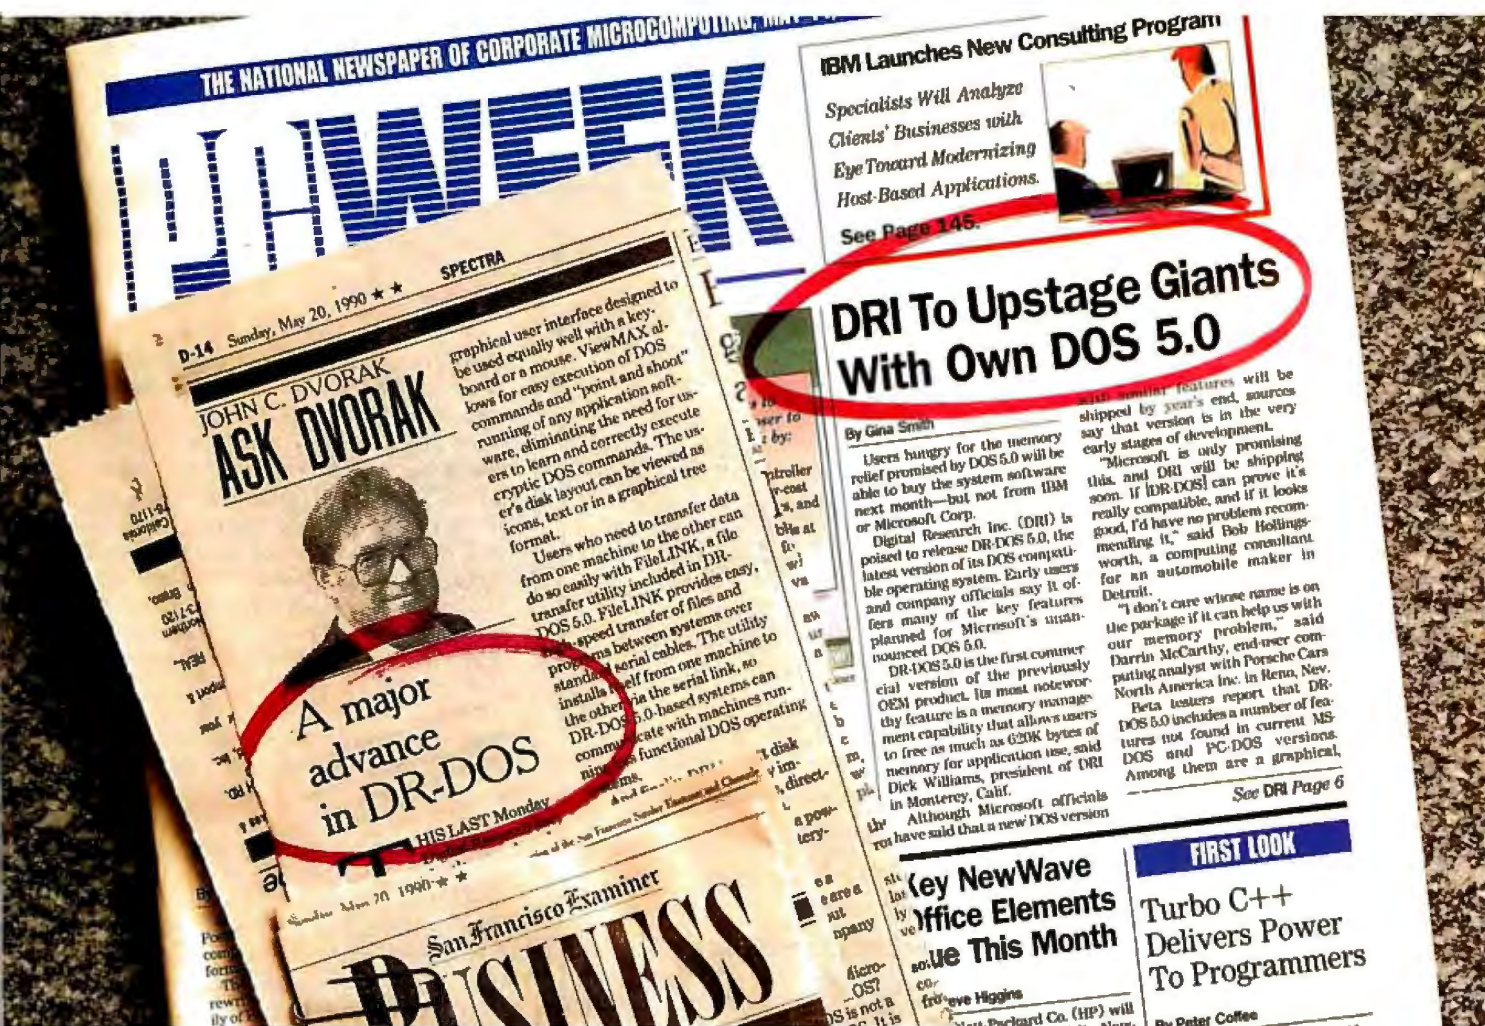 THE NATIONAL NEWSPAPER OF CORPORATE MICROCOMPUTING, MAY
PC WEEK
IBM Launches New Consulting Program
Specialists Will Analyze
Clients' Businesses with
Eye Toward Modernizing
Host-Based Applications.
See Page 145.
DRI To Upstage Giants
With Own DOS 5.0
By Gina Smith
Users hungry for the memory
relief promised by DOS 5.0 will be
able to buy the system software
next month—but not from IBM
or Microsoft Corp.
Digital Research Inc. (DRI) is
poised to release DR-DOS 5.0, the
latest version of its DOS compati-
ble operating system. Early users
and company officials say it of-
fers many of the key features
planned for Microsoft's unan-
nounced DOS 5.0.
DR-DOS 5.0 is the first commer
cial version of the previously
OEM product. Its most notewor-
thy feature is a memory manage-
ment capability that allows users
to free as much as 620K bytes of
memory for application use, said
Dick Williams, president of DRI
in Monterey, Calif.
Although Microsoft officials
have said that a new DOS version
with similar features will be
shipped by year's end, sources
say that version is in the very
early stages of development.
"Microsoft is only promising
this, and DRI will be shipping
soon. If [DR-DOS] can prove it's
really compatible, and if it looks
good, I'd have no problem recom-
mending it," said Bob Hollings-
worth, a computing consultant
for an automobile maker in
Detroit.
"I don't care whose name is on
the package if it can help us with
our memory problem," said
Darrin McCarthy, end-user com-
puting analyst with Porsche Cars
North America Inc. in Reno, Nev.
Beta testers report that DR-
DOS 5.0 includes a number of fea-
tures not found in current MS-
DOS and PC-DOS versions.
Among them are a graphical,
See DRI Page 6
D-14 Sunday, May 20, 1990 ★ ★
SPECTRA
JOHN C. DVORAK
ASK DVORAK
A major
advance
in DR-DOS
THIS LAST Monday
graphical user interface designed to
be used equally well with a key-
board or a mouse. ViewMAX al-
lows for easy execution of DOS
commands and "point and shoot"
running of any application soft-
ware, eliminating the need for us-
ers to learn and correctly execute
cryptic DOS commands. The us-
er's disk layout can be viewed as
icons, text or in a graphical tree
format.
Users who need to transfer data
from one machine to the other can
do so easily with FileLINK, a file
transfer utility included in DR-
DOS 5.0. FileLINK provides easy,
speed transfer of files and
programs between systems over
standard serial cables. The utility
installs itself from one machine to
the other via the serial link, so
DR-DOS 5.0-based systems can
communicate with machines run-
functional DOS operating
San Francisco Examiner
BUSINESS
Key NewWave
Office Elements
Due This Month
eve Higgins
Packard Co. (HP) will
FIRST LOOK
Turbo C++
Delivers Power
To Programmers
By Peter Coffee